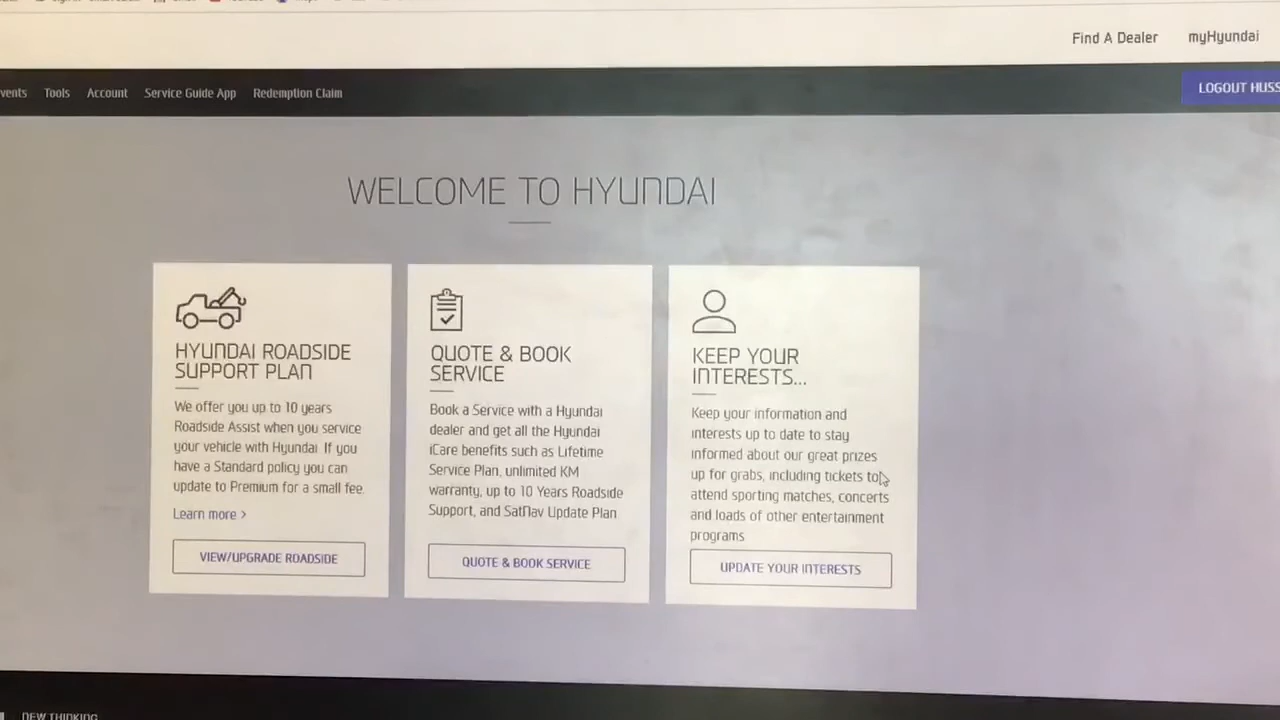 Find A Dealer myHyundai
vents Tools Account Service Guide App Redemption Claim LOGOUT HUSS
WELCOME TO HYUNDAI
HYUNDAI ROADSIDE
SUPPORT PLAN
We offer you up to 10 years
Roadside Assist when you service
your vehicle with Hyundai. If you
have a Standard policy you can
update to Premium for a small fee.
Learn more >
VIEW/UPGRADE ROADSIDE
QUOTE & BOOK
SERVICE
Book a Service with a Hyundai
dealer and get all the Hyundai
iCare benefits such as Lifetime
Service Plan, unlimited KM
warranty, up to 10 Years Roadside
Support, and SatNav Update Plan
QUOTE & BOOK SERVICE
KEEP YOUR
INTERESTS...
Keep your information and
interests up to date to stay
informed about our great prizes
up for grabs, including tickets to
attend sporting matches, concerts
and loads of other entertainment
programs
UPDATE YOUR INTERESTS
NEW THINKING